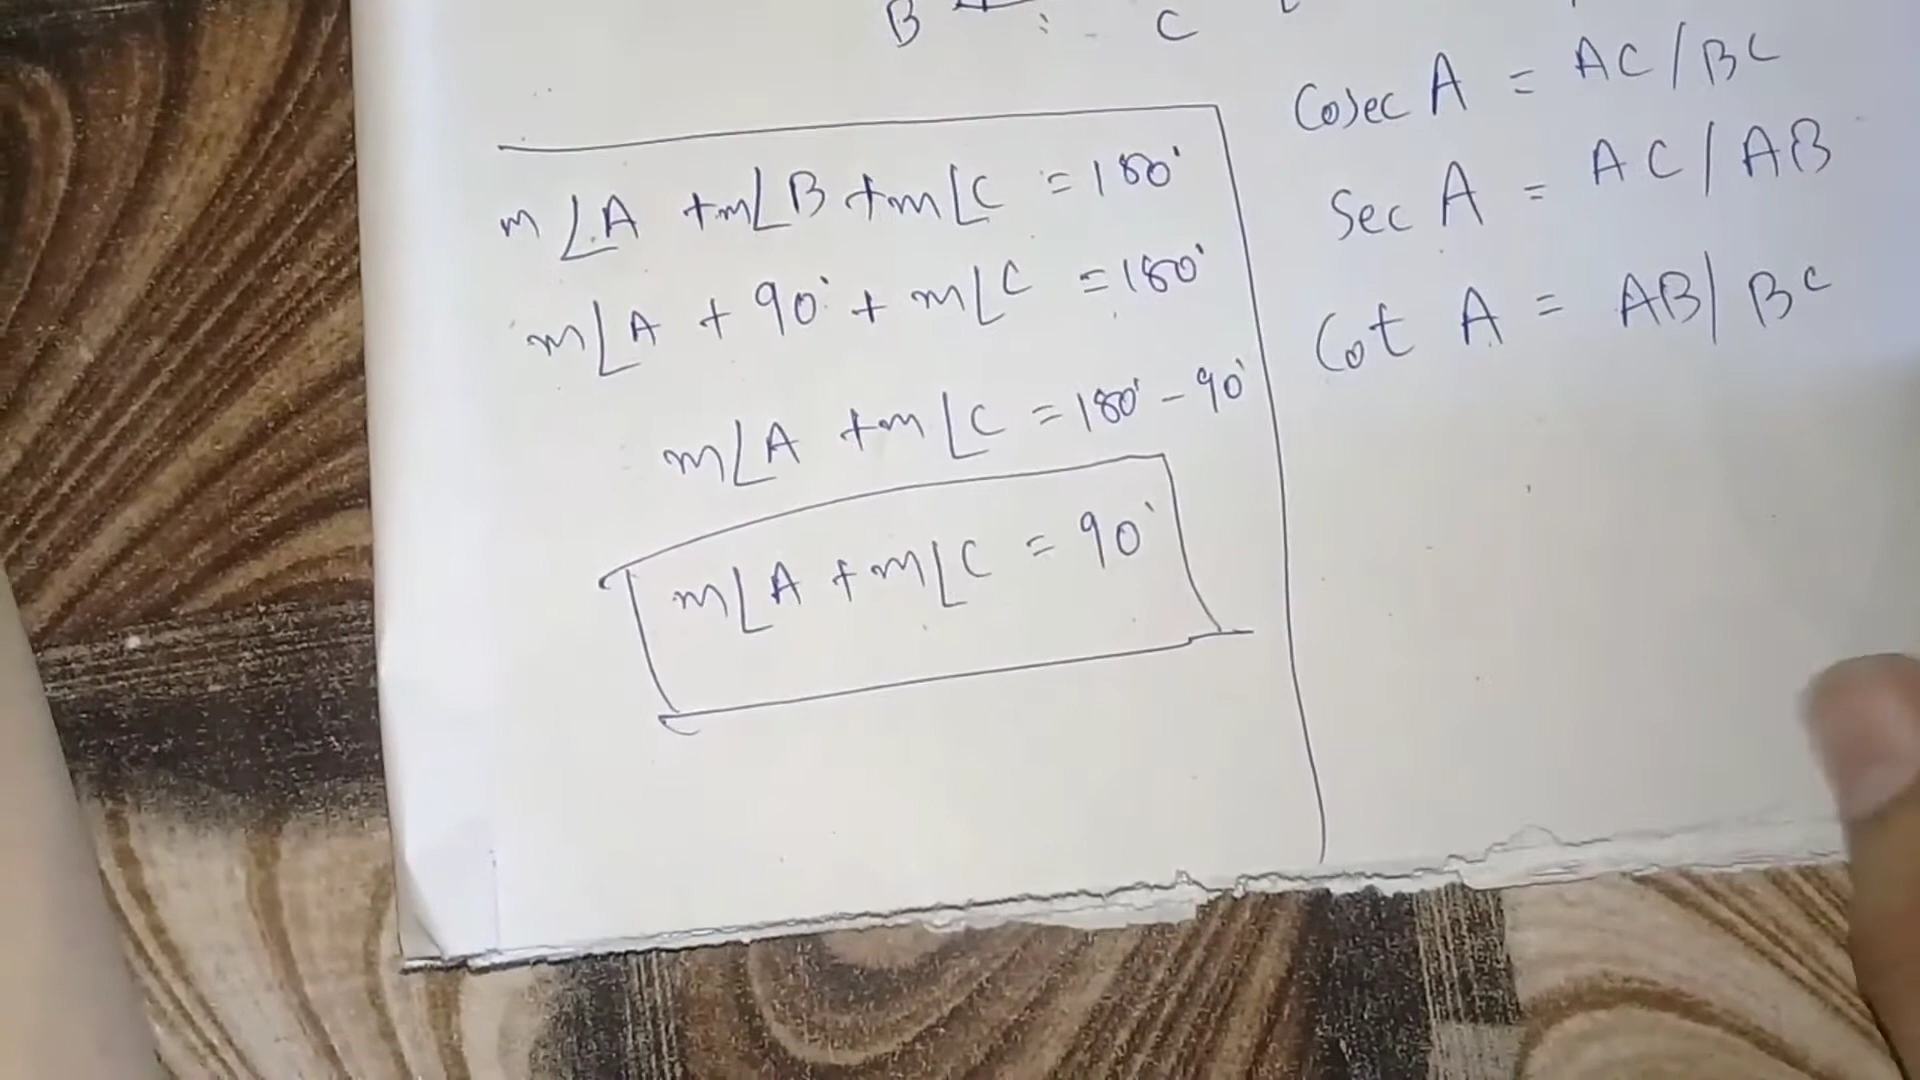 B C
m∠A + m∠B + m∠C = 180°
m∠A + 90° + m∠C = 180°
m∠A + m∠C = 180° - 90°
m∠A + m∠C = 90°
Cosec A = AC/BC
Sec A = AC/AB
Cot A = AB/BC